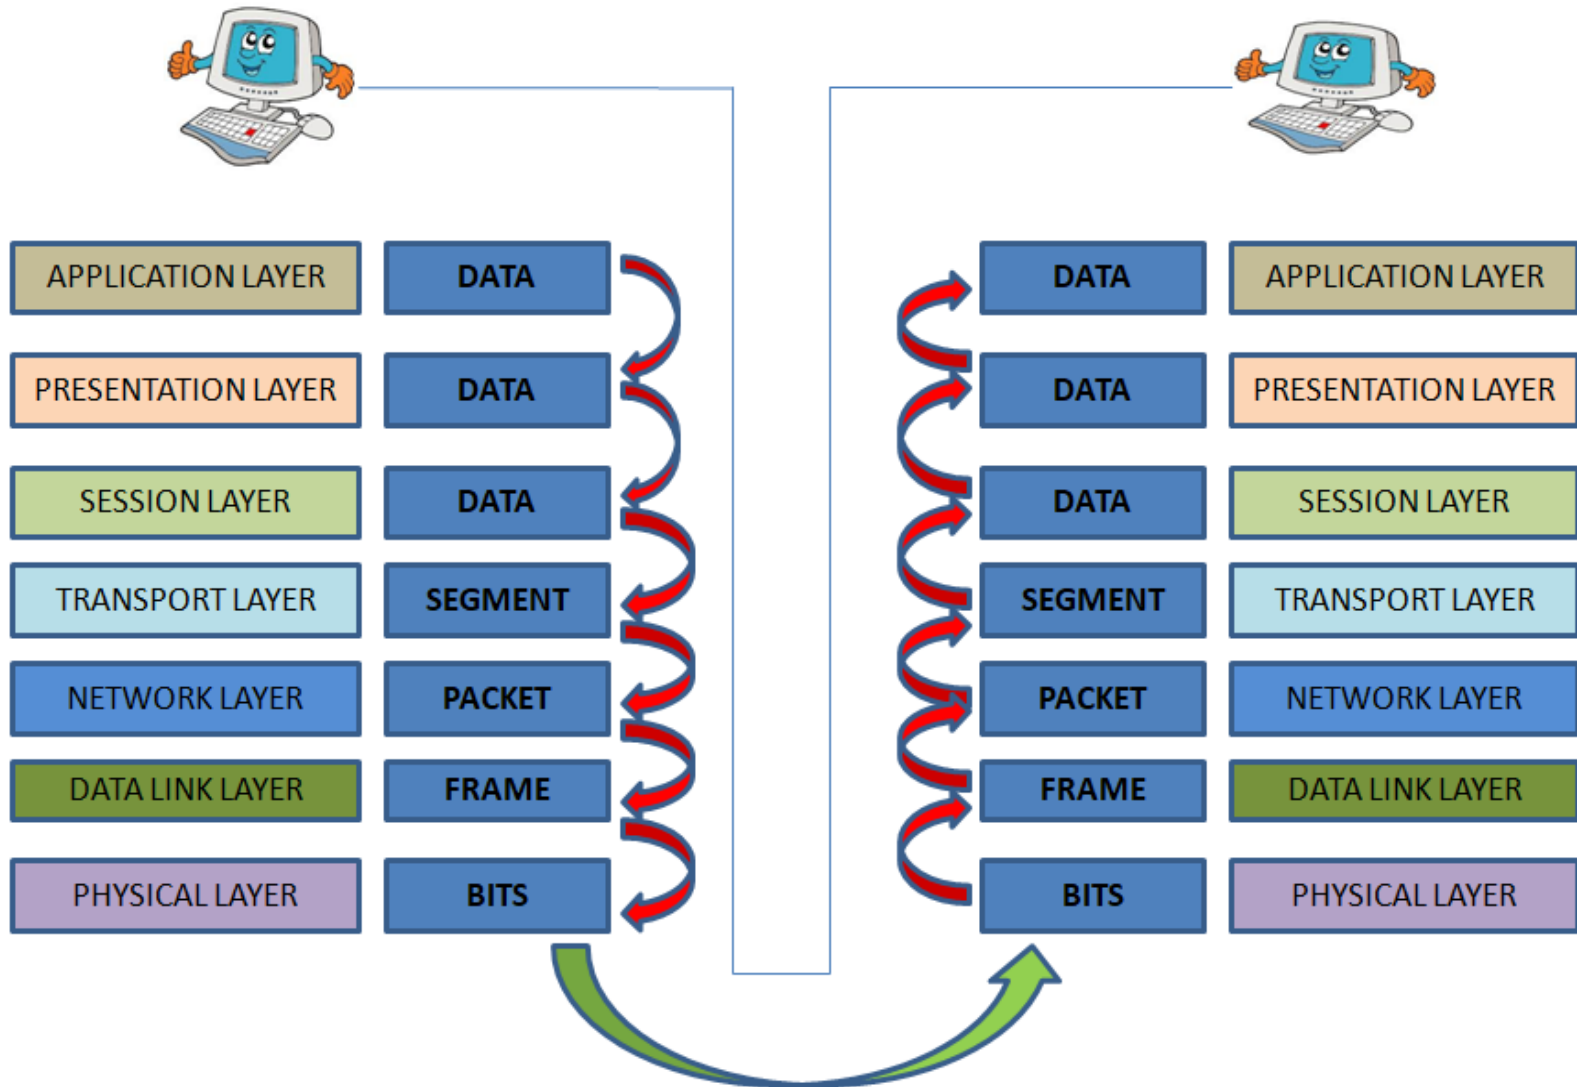 APPLICATION LAYER DATA DATA APPLICATION LAYER
PRESENTATION LAYER DATA DATA PRESENTATION LAYER
SESSION LAYER DATA DATA SESSION LAYER
TRANSPORT LAYER SEGMENT SEGMENT TRANSPORT LAYER
NETWORK LAYER PACKET PACKET NETWORK LAYER
DATA LINK LAYER FRAME FRAME DATA LINK LAYER
PHYSICAL LAYER BITS BITS PHYSICAL LAYER